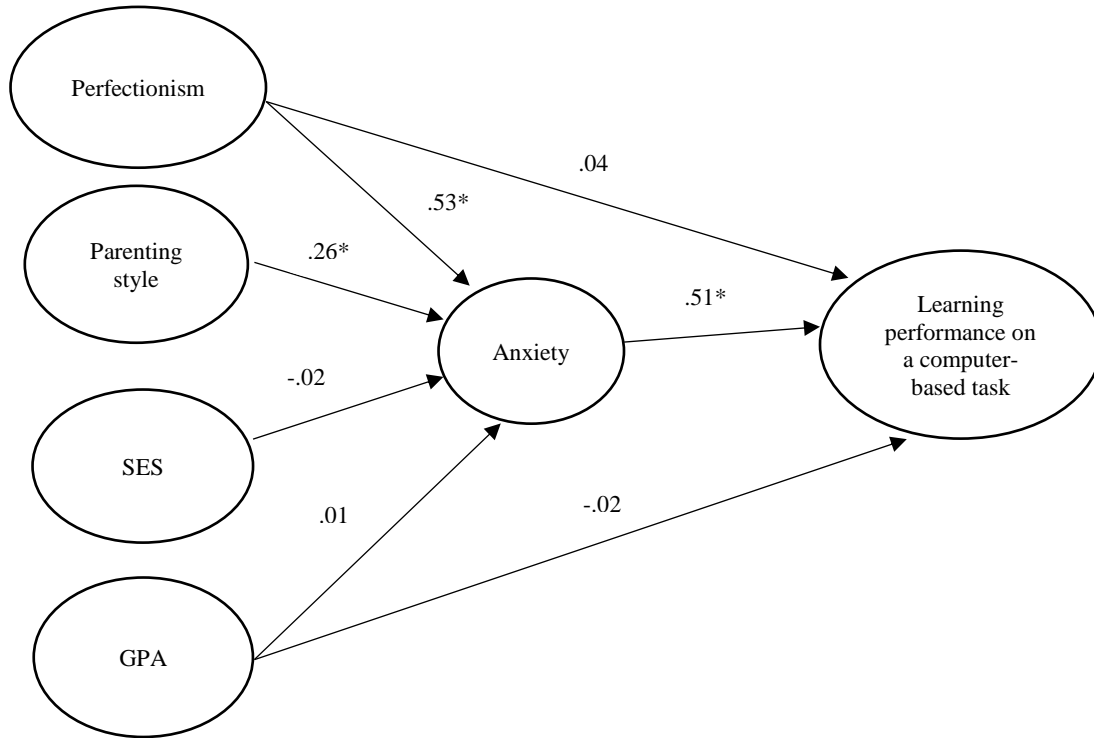 Perfectionism
.04
.53*
Parenting
style
.26*
Anxiety
.51*
Learning
performance on
a computer-
based task
-.02
SES
.01
-.02
GPA